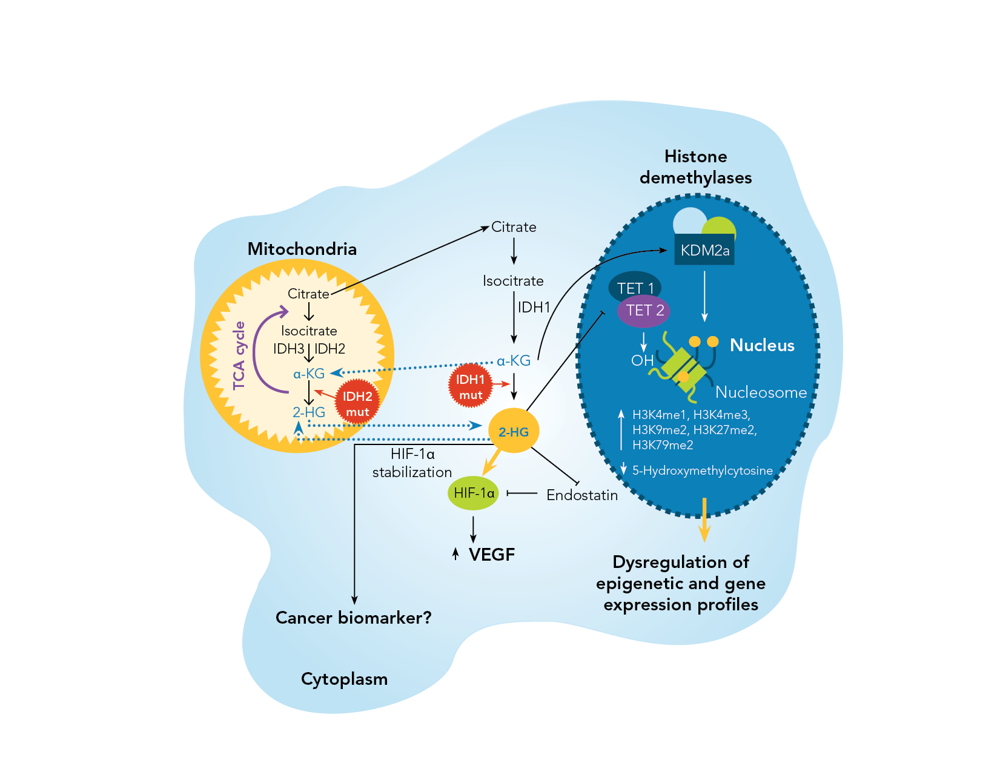 Histone
demethylases
KDM2a
TET 1
TET 2
OH
Nucleus
Nucleosome
H3K4me1, H3K4me3,
H3K9me2, H3K27me2,
H3K79me2
5-Hydroxymethylcytosine
Dysregulation of
epigenetic and gene
expression profiles
Citrate
Isocitrate
IDH1
α-KG
IDH1
mut
2-HG
Mitochondria
Citrate
Isocitrate
IDH3 IDH2
α-KG
IDH2
mut
2-HG
TCA cycle
HIF-1α
stabilization
HIF-1α
Endostatin
VEGF
Cancer biomarker?
Cytoplasm